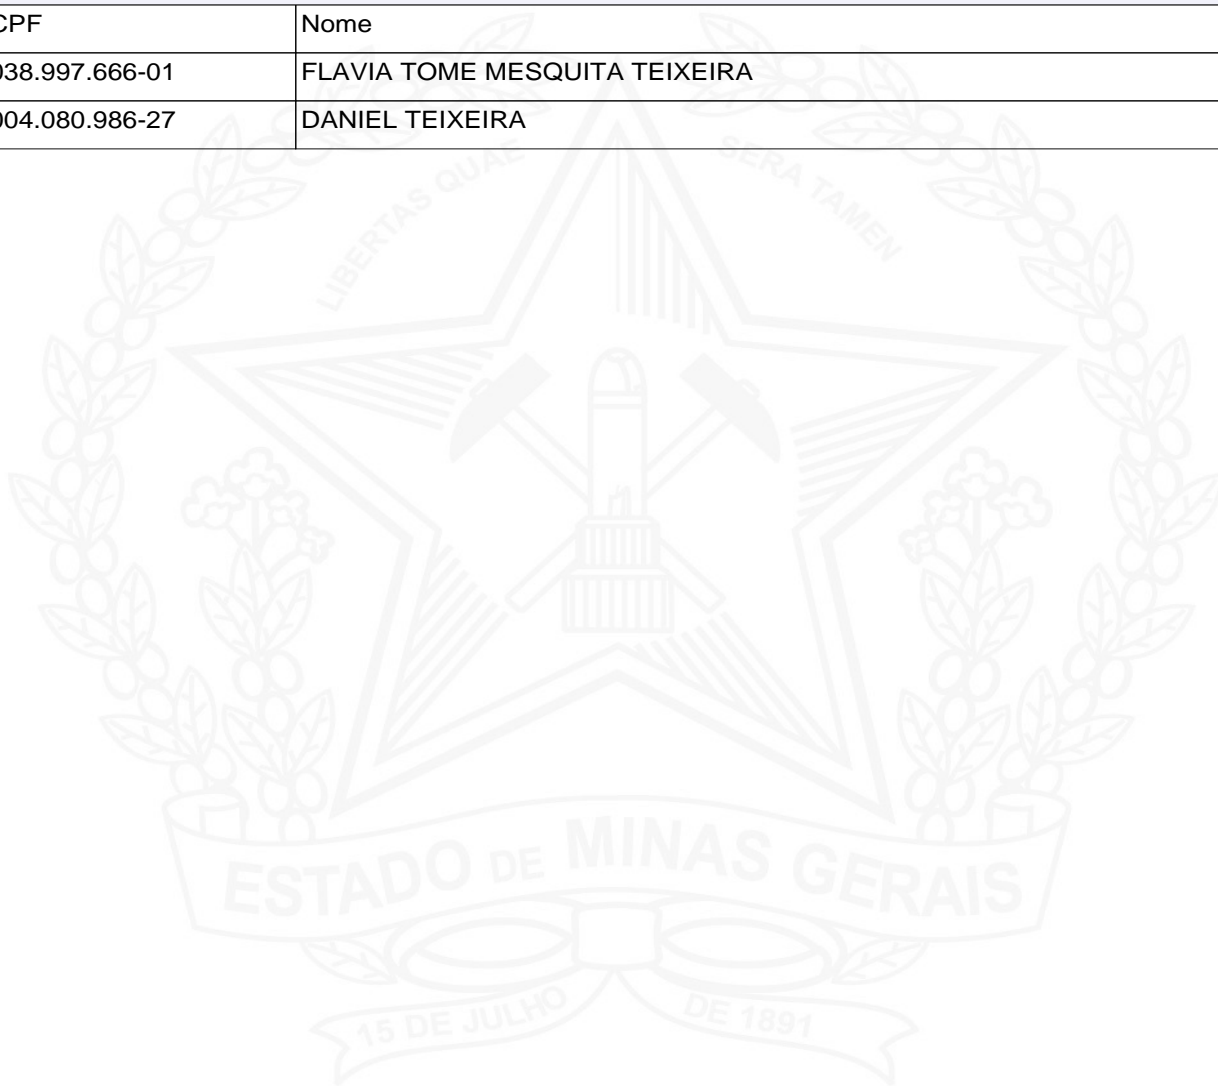 CPF Nome
038.997.666-01 FLAVIA TOME MESQUITA TEIXEIRA
004.080.986-27 DANIEL TEIXEIRA
LIBERTAS QUAE SERA TAMEN
ESTADO DE MINAS GERAIS
15 DE JULHO DE 1891